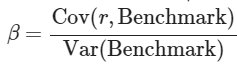 β = Cov(r, Benchmark) / Var(Benchmark)